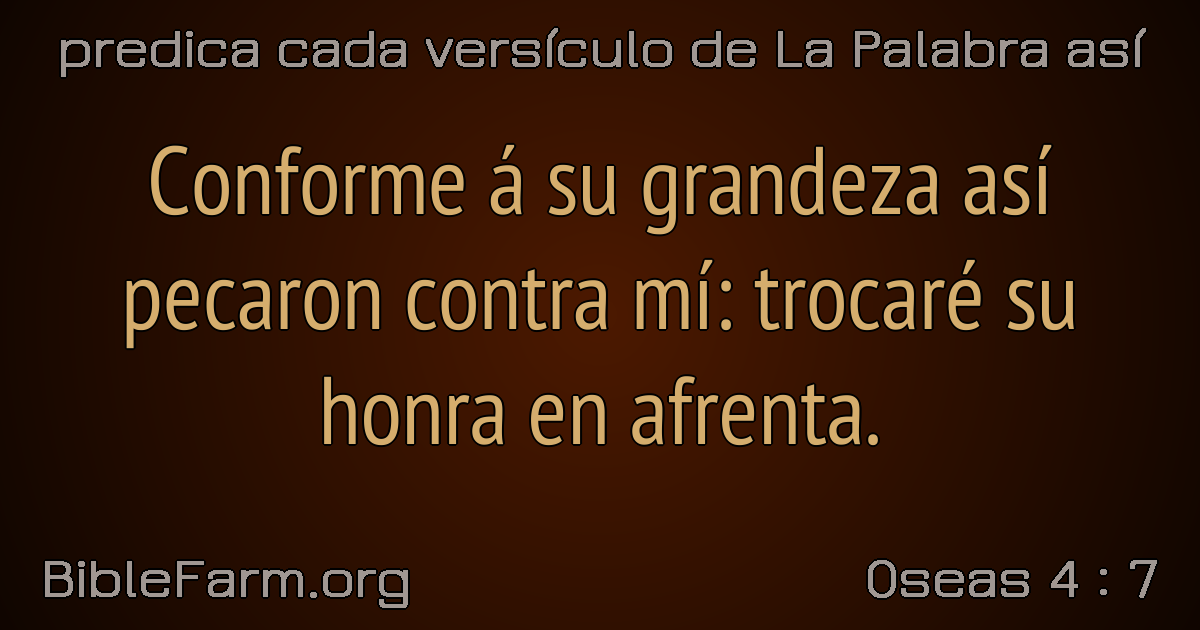 predica cada versículo de La Palabra así
Conforme á su grandeza así
pecaron contra mí: trocaré su
honra en afrenta.
BibleFarm.org
Oseas 4 : 7